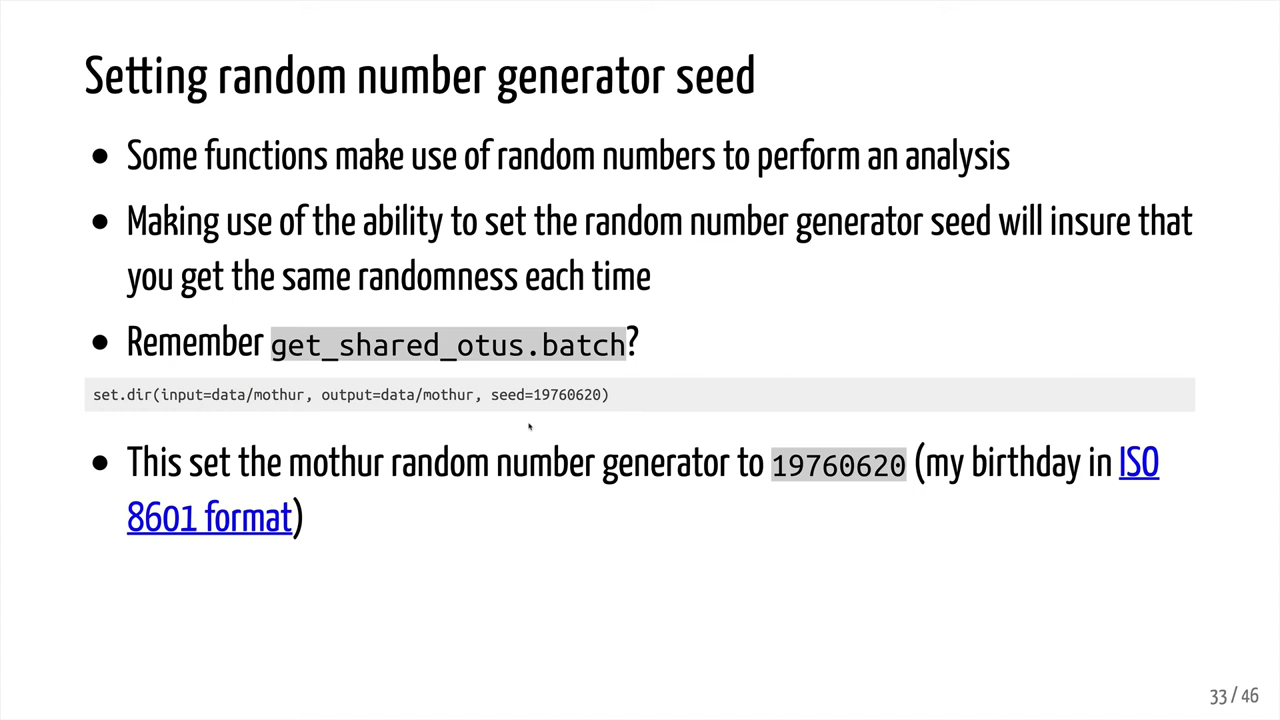 Setting random number generator seed
• Some functions make use of random numbers to perform an analysis
• Making use of the ability to set the random number generator seed will insure that
you get the same randomness each time
• Remember get_shared_otus.batch?
set.dir(input=data/mothur, output=data/mothur, seed=19760620)
• This set the mothur random number generator to 19760620 (my birthday in ISO
8601 format)
33 / 46